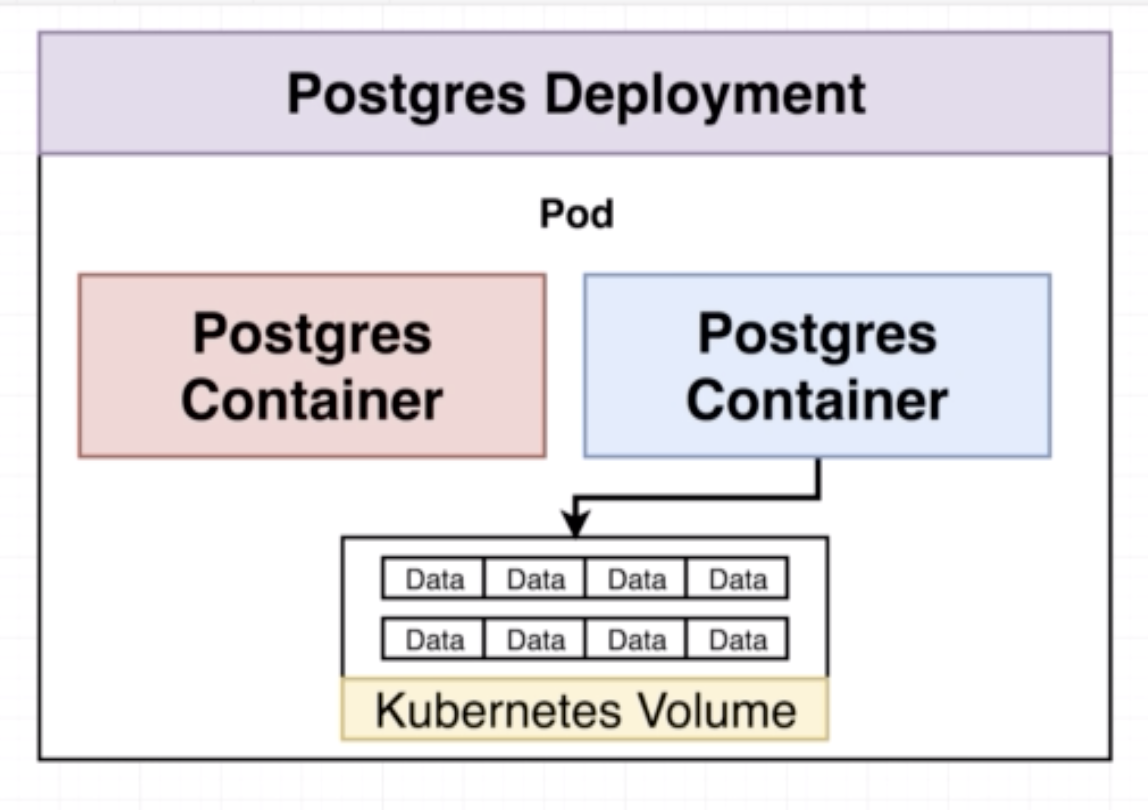 Postgres Deployment
Pod
Postgres
Container
Postgres
Container
Data Data Data Data
Data Data Data Data
Kubernetes Volume